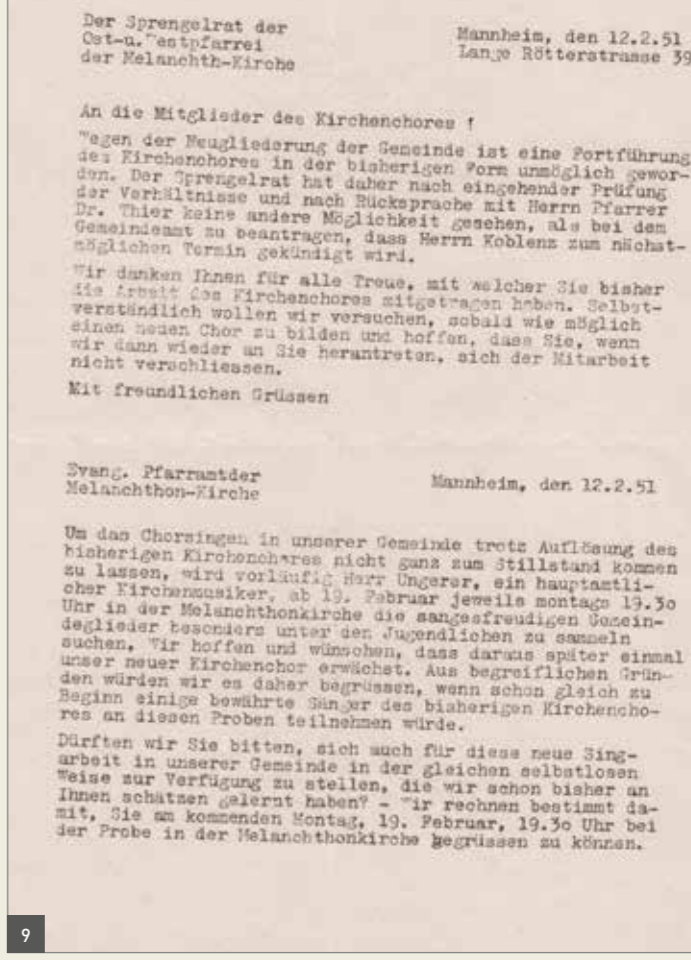 Der Sprengelrat der
Ost-u.Westpfarrei
der Melanchth-Kirche
Mannheim, den 12.2.51
Lange Rötterstrasse 39
An die Mitglieder des Kirchenchores !
Wegen der Neugliederung der Gemeinde ist eine Fortführung
des Kirchenchores in der bisherigen Form unmöglich gewor-
den. Der Sprengelrat hat daher nach eingehender Prüfung
der Verhältnisse und nach Rücksprache mit Herrn Pfarrer
Dr. Thier keine andere Möglichkeit gesehen, als bei dem
Gemeindeamt zu beantragen, dass Herrn Koblenz zum nächst-
möglichen Termin gekündigt wird.
Wir danken Ihnen für alle Treue, mit welcher Sie bisher
die Arbeit des Kirchenchores mitgetragen haben. Selbst-
verständlich wollen wir versuchen, sobald wie möglich
einen neuen Chor zu bilden und hoffen, dass Sie, wenn
wir dann wieder an Sie herantreten, sich der Mitarbeit
nicht verschliessen.
Mit freundlichen Grüssen
Evang. Pfarramtder
Melanchthon-Kirche
Mannheim, den 12.2.51
Um das Chorsingen in unserer Gemeinde trotz Auflösung des
bisherigen Kirchenchores nicht ganz zum Stillstand kommen
zu lassen, wird vorläufig Herr Ungerer, ein hauptamtli-
cher Kirchenmusiker, ab 19. Februar jeweils montags 19.3o
Uhr in der Melanchthonkirche die sangesfreudigen Gemein-
deglieder besonders unter den Jugendlichen zu sammeln
suchen, Wir hoffen und wünschen, dass daraus später einmal
unser neuer Kirchenchor erwächst. Aus begreiflichen Grün-
den würden wir es daher begrüssen, wenn schon gleich zu
Beginn einige bewährte Sänger des bisherigen Kirchencho-
res an diesen Proben teilnehmen würde.
Dürften wir Sie bitten, sich auch für diese neue Sing-
arbeit in unserer Gemeinde in der gleichen selbstlosen
Weise zur Verfügung zu stellen, die wir schon bisher an
Ihnen schätzen gelernt haben? - Wir rechnen bestimmt da-
mit, Sie am kommenden Montag, 19. Februar, 19.3o Uhr bei
der Probe in der Melanchthonkirche begrüssen zu können.
9